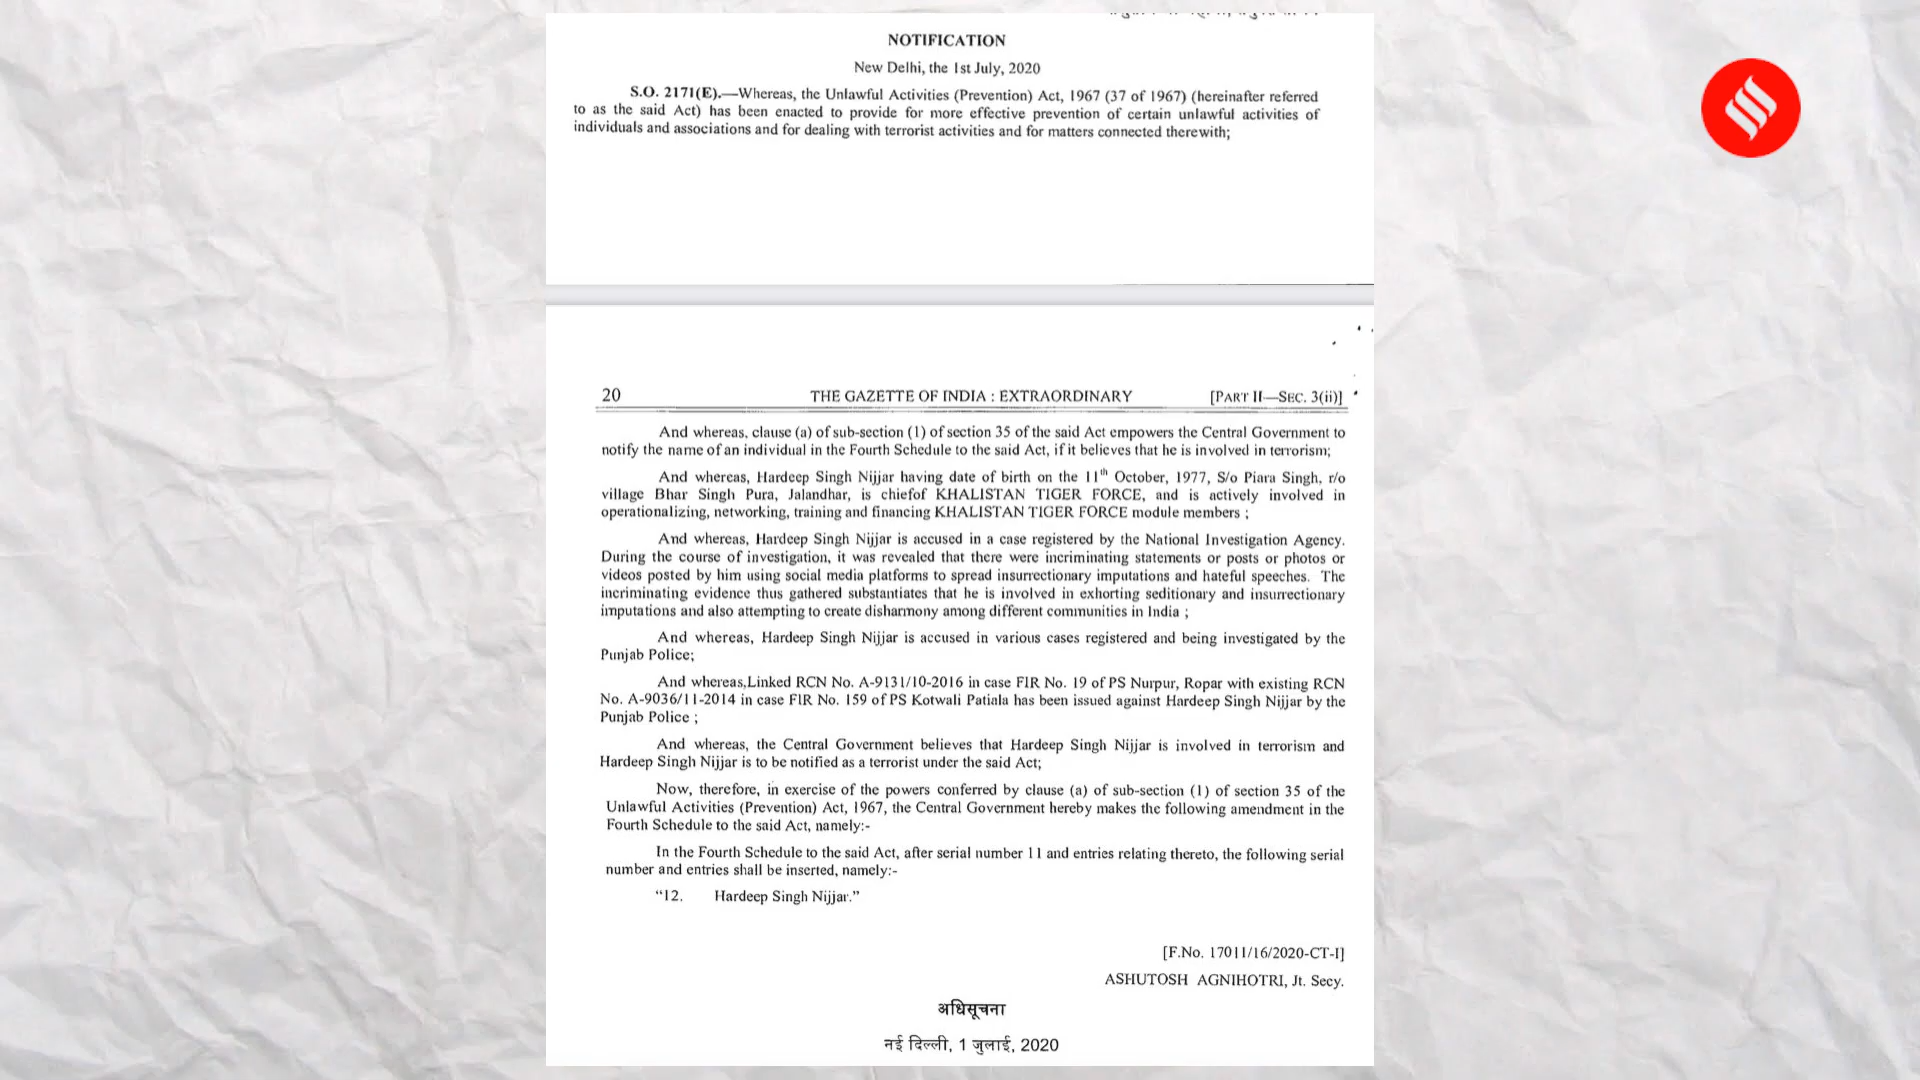 NOTIFICATION
New Delhi, the 1st July, 2020
S.O. 2171(E).—Whereas, the Unlawful Activities (Prevention) Act, 1967 (37 of 1967) (hereinafter referred
to as the said Act) has been enacted to provide for more effective prevention of certain unlawful activities of
individuals and associations and for dealing with terrorist activities and for matters connected therewith;
20 THE GAZETTE OF INDIA : EXTRAORDINARY [PART II—SEC. 3(ii)]
And whereas, clause (a) of sub-section (1) of section 35 of the said Act empowers the Central Government to
notify the name of an individual in the Fourth Schedule to the said Act, if it believes that he is involved in terrorism;
And whereas, Hardeep Singh Nijjar having date of birth on the 11th October, 1977, S/o Piara Singh, r/o
village Bhar Singh Pura, Jalandhar, is chiefof KHALISTAN TIGER FORCE, and is actively involved in
operationalizing, networking, training and financing KHALISTAN TIGER FORCE module members ;
And whereas, Hardeep Singh Nijjar is accused in a case registered by the National Investigation Agency.
During the course of investigation, it was revealed that there were incriminating statements or posts or photos or
videos posted by him using social media platforms to spread insurrectionary imputations and hateful speeches. The
incriminating evidence thus gathered substantiates that he is involved in exhorting seditionary and insurrectionary
imputations and also attempting to create disharmony among different communities in India ;
And whereas, Hardeep Singh Nijjar is accused in various cases registered and being investigated by the
Punjab Police;
And whereas,Linked RCN No. A-9131/10-2016 in case FIR No. 19 of PS Nurpur, Ropar with existing RCN
No. A-9036/11-2014 in case FIR No. 159 of PS Kotwali Patiala has been issued against Hardeep Singh Nijjar by the
Punjab Police ;
And whereas, the Central Government believes that Hardeep Singh Nijjar is involved in terrorism and
Hardeep Singh Nijjar is to be notified as a terrorist under the said Act;
Now, therefore, in exercise of the powers conferred by clause (a) of sub-section (1) of section 35 of the
Unlawful Activities (Prevention) Act, 1967, the Central Government hereby makes the following amendment in the
Fourth Schedule to the said Act, namely:-
In the Fourth Schedule to the said Act, after serial number 11 and entries relating thereto, the following serial
number and entries shall be inserted, namely:-
“12. Hardeep Singh Nijjar.”
[F.No. 17011/16/2020-CT-I]
ASHUTOSH AGNIHOTRI, Jt. Secy.
अधिसूचना
नई दिल्ली, 1 जुलाई, 2020